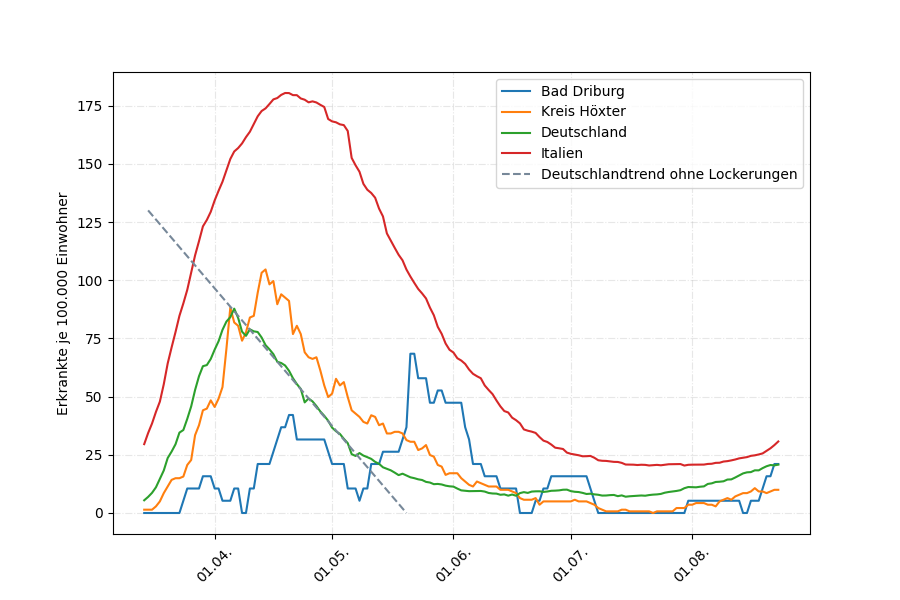 Bad Driburg
Kreis Höxter
Deutschland
Italien
Deutschlandtrend ohne Lockerungen
Erkrankte je 100.000 Einwohner
175
150
125
100
75
50
25
0
01.04.
01.05.
01.06.
01.07.
01.08.